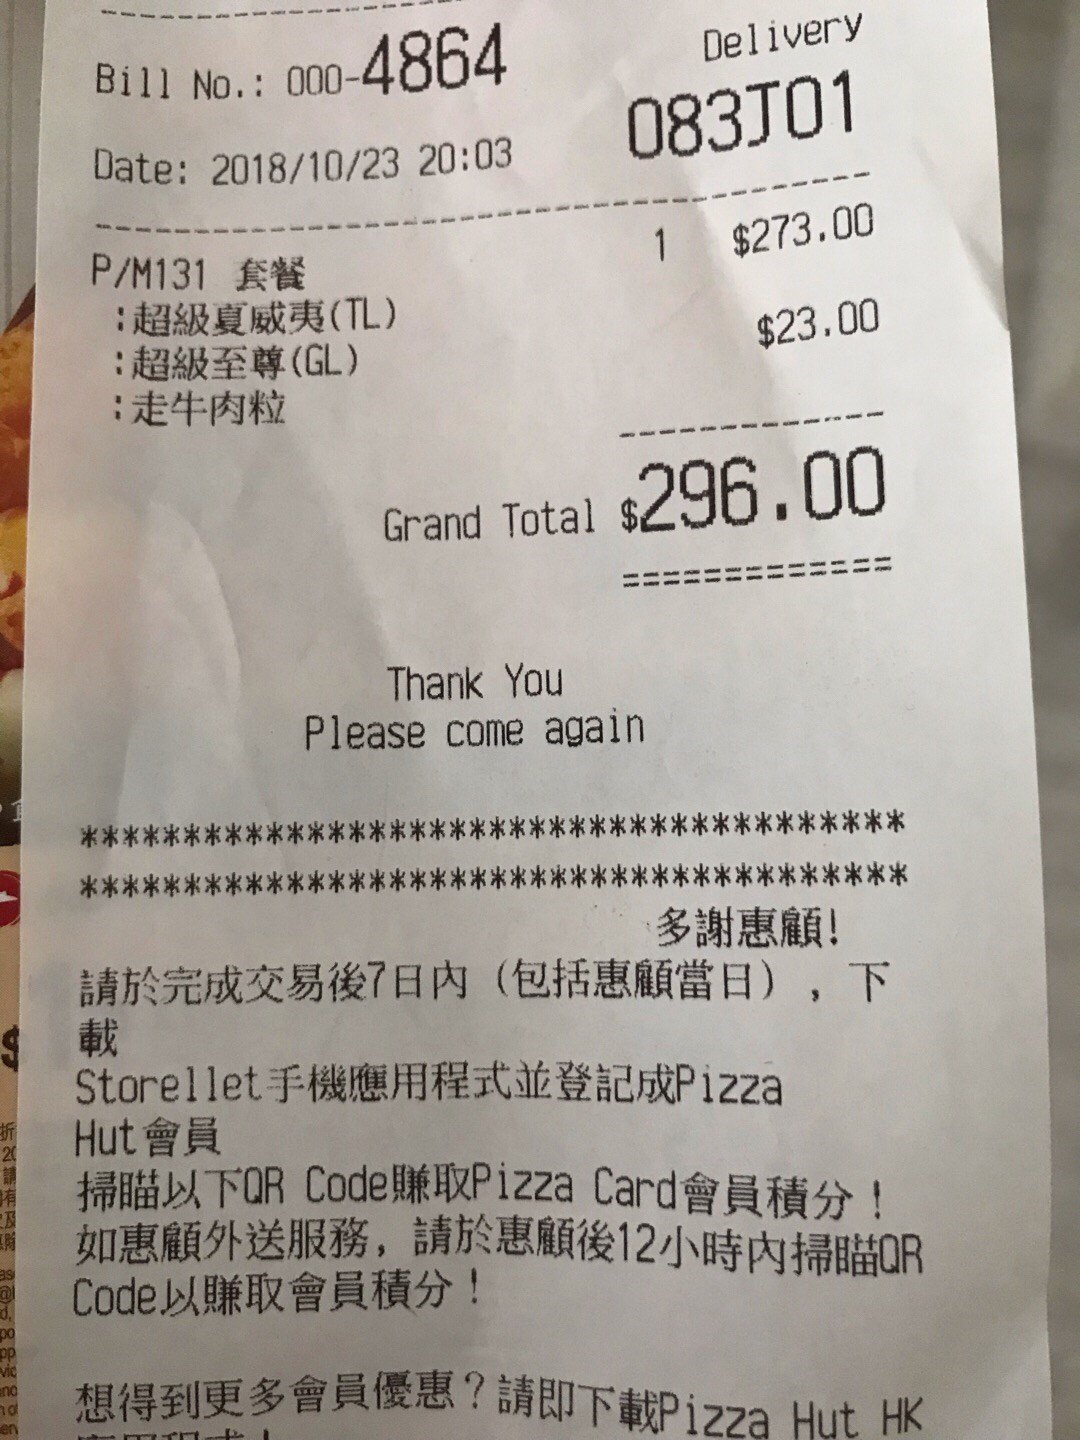 ------------------------------
Bill No.: 000-4864
Delivery
083J01
Date: 2018/10/23 20:03
------------------------------
P/M131 套餐 1 $273.00
:超級夏威夷(TL) $23.00
:超級至尊(GL)
:走牛肉粒
-------------
Grand Total $296.00
=============
Thank You
Please come again
****************************************
****************************************
多謝惠顧!
請於完成交易後7日內（包括惠顧當日），下
載
Storellet手機應用程式並登記成Pizza
Hut會員
掃瞄以下QR Code賺取Pizza Card會員積分！
如惠顧外送服務，請於惠顧後12小時內掃瞄QR
Code以賺取會員積分！
想得到更多會員優惠？請即下載Pizza Hut HK